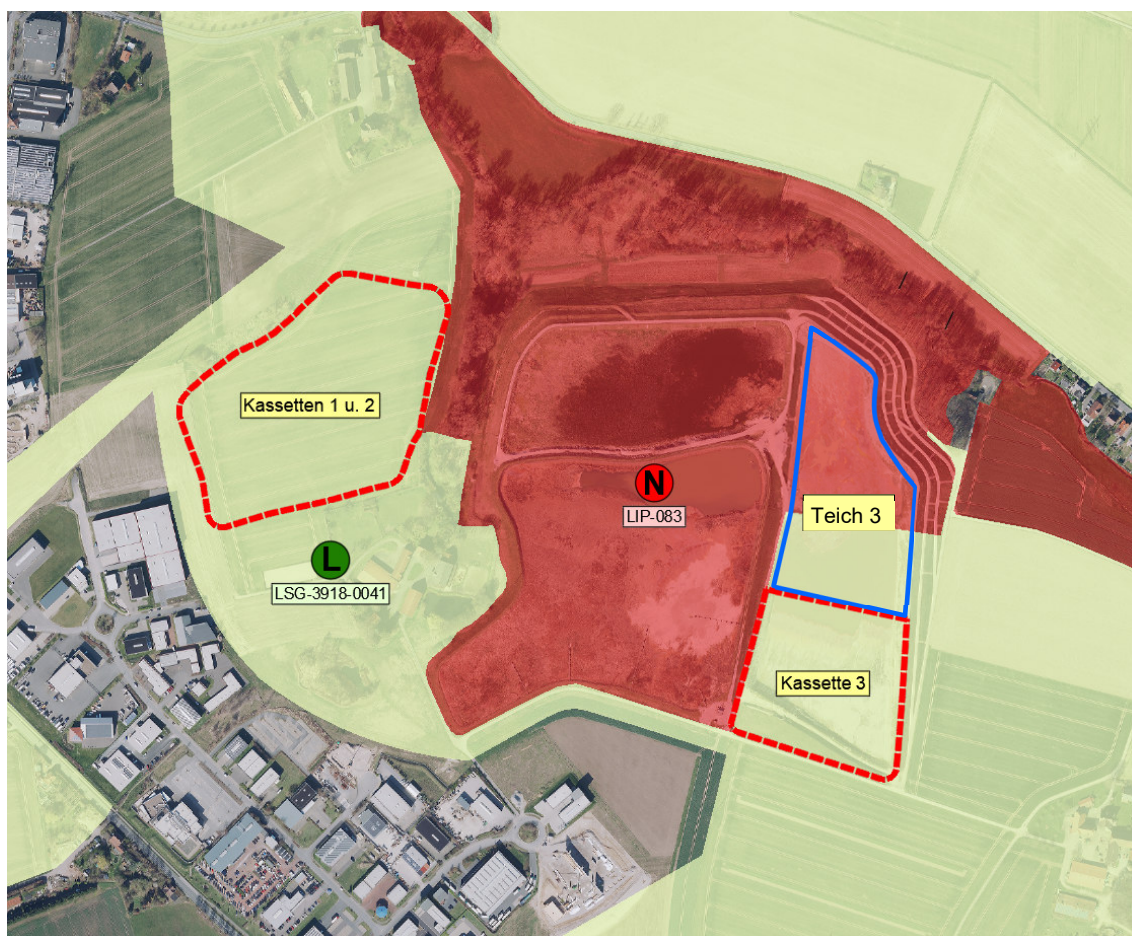 Kassetten 1 u. 2
N
LIP-083
Teich 3
L
LSG-3918-0041
Kassette 3